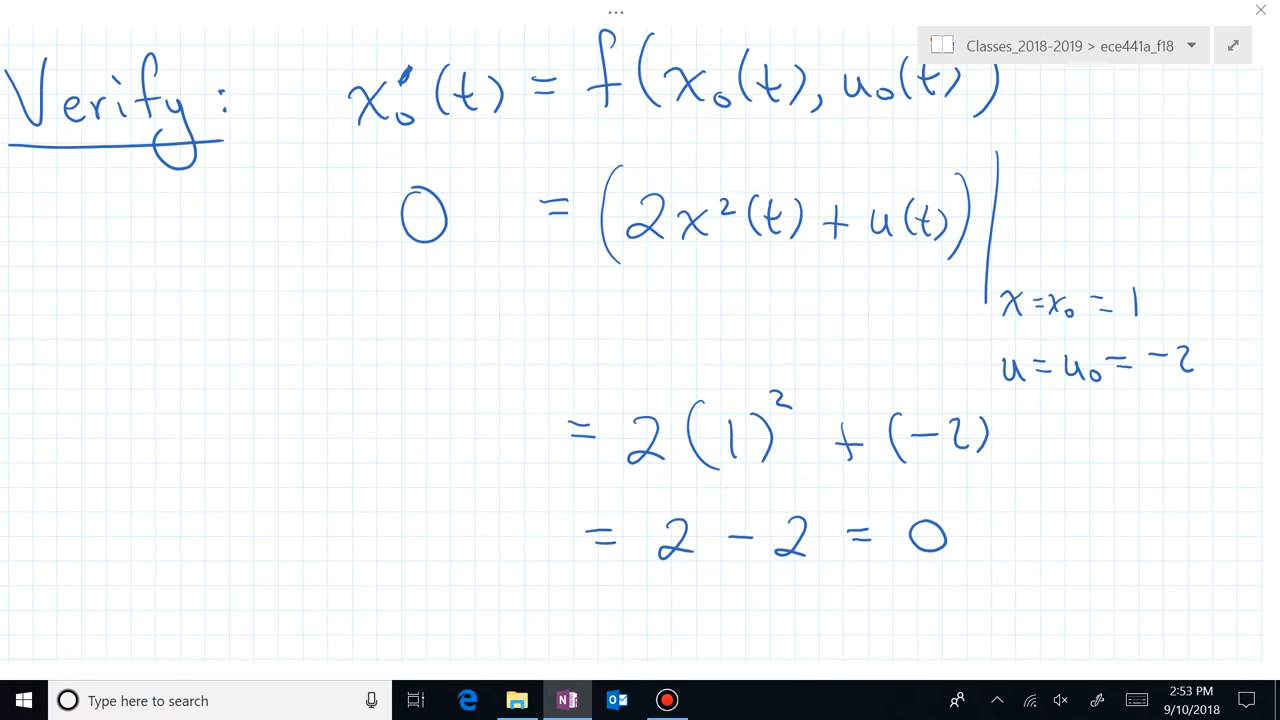 ...
Classes_2018-2019 > ece441a_f18
Verify: ẋ₀(t) = f(x₀(t), u₀(t))
0 = (2x²(t) + u(t))|
x = x₀ = 1
u = u₀ = -2
= 2(1)² + (-2)
= 2 - 2 = 0
Type here to search
2:53 PM
9/10/2018